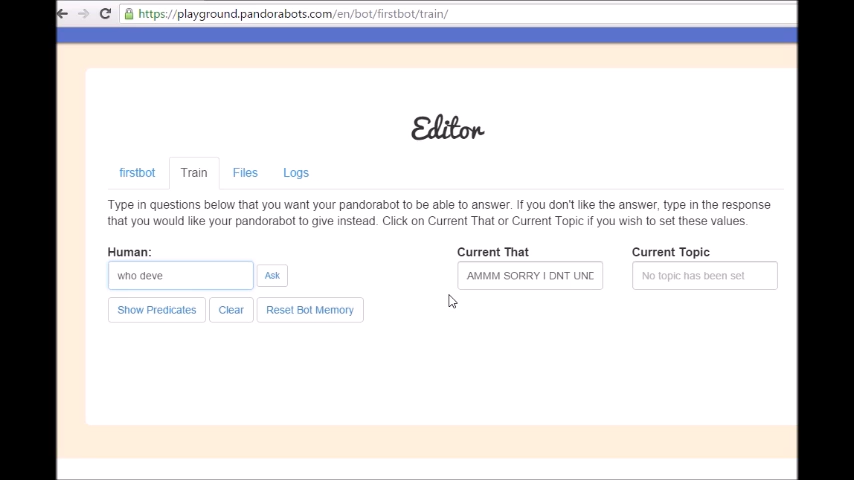 https://playground.pandorabots.com/en/bot/firstbot/train/
Editor
firstbot Train Files Logs
Type in questions below that you want your pandorabot to be able to answer. If you don't like the answer, type in the response
that you would like your pandorabot to give instead. Click on Current That or Current Topic if you wish to set these values.
Human: Current That Current Topic
who deve Ask AMMM SORRY I DNT UNE No topic has been set
Show Predicates Clear Reset Bot Memory